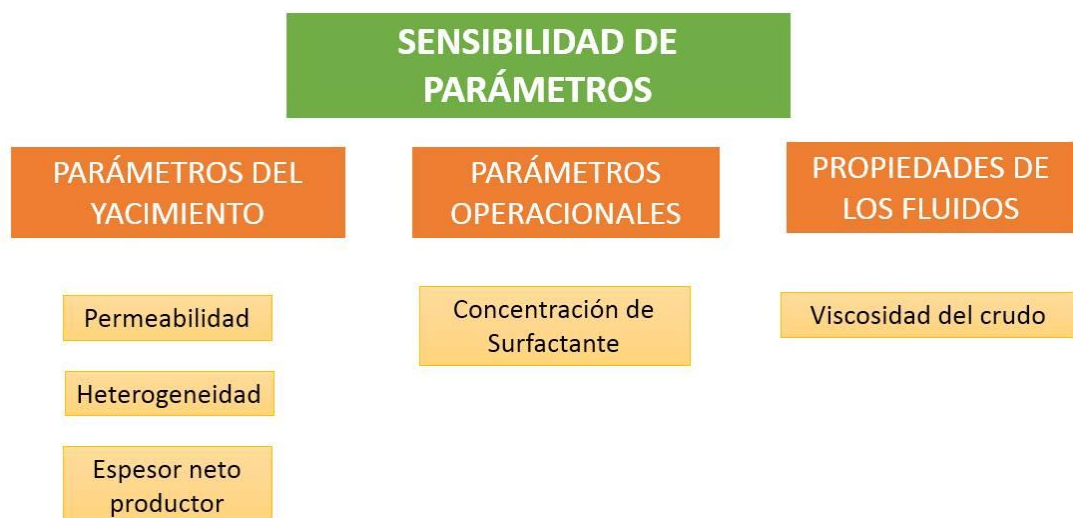 SENSIBILIDAD DE
PARÁMETROS
PARÁMETROS DEL
YACIMIENTO
Permeabilidad
Heterogeneidad
Espesor neto
productor
PARÁMETROS
OPERACIONALES
Concentración de
Surfactante
PROPIEDADES DE
LOS FLUIDOS
Viscosidad del crudo